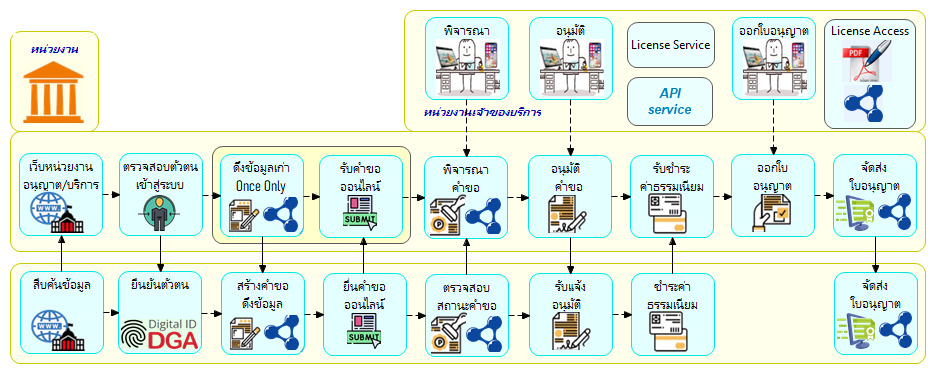 หน่วยงาน
พิจารณา
อนุมัติ
License Service
API
service
ออกใบอนุญาต
License Access
PDF
หน่วยงานเจ้าของบริการ
เว็บหน่วยงาน
อนุญาต/บริการ
WWW
ตรวจสอบตัวตน
เข้าสู่ระบบ
ดึงข้อมูลเก่า
Once Only
รับคำขอ
ออนไลน์
SUBMIT
พิจารณา
คำขอ
P
อนุมัติ
คำขอ
รับชำระ
ค่าธรรมเนียม
ออกใบ
อนุญาต
จัดส่ง
ใบอนุญาต
สืบค้นข้อมูล
WWW
ยืนยันตัวตน
Digital ID
DGA
สร้างคำขอ
ดึงข้อมูล
ยื่นคำขอ
ออนไลน์
SUBMIT
ตรวจสอบ
สถานะคำขอ
P
รับแจ้ง
อนุมัติ
ชำระค่า
ธรรมเนียม
จัดส่ง
ใบอนุญาต